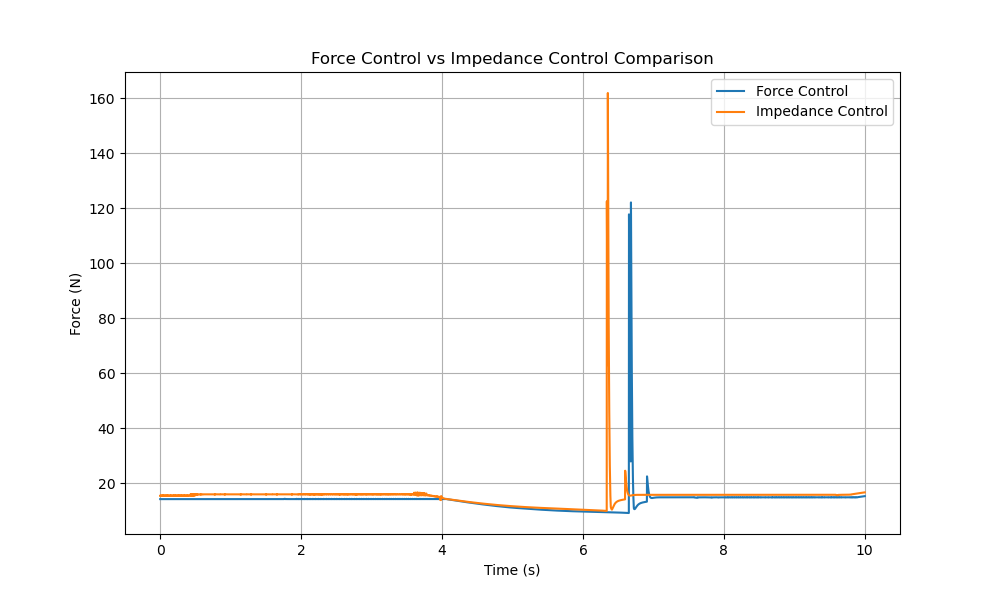 Force Control vs Impedance Control Comparison
Force Control
Impedance Control
160
140
120
100
80
60
40
20
Force (N)
0 2 4 6 8 10
Time (s)